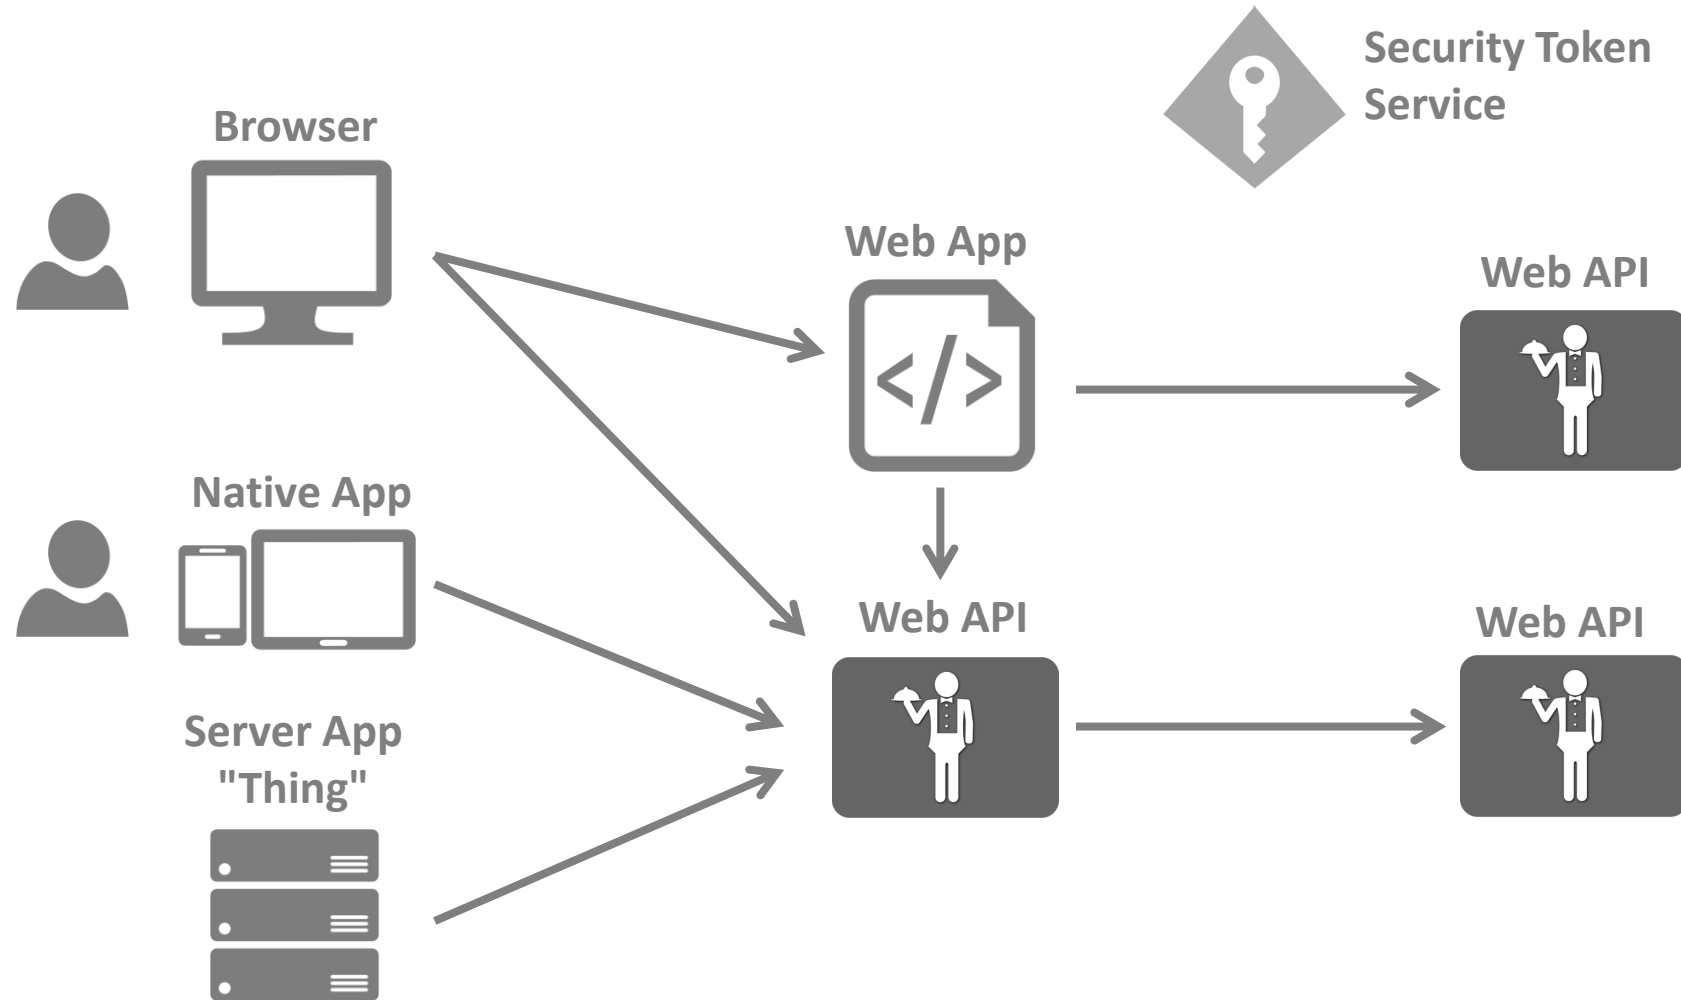 Security Token
Service
Browser
Web App
Web API
</>
Native App
Web API
Web API
Server App
"Thing"